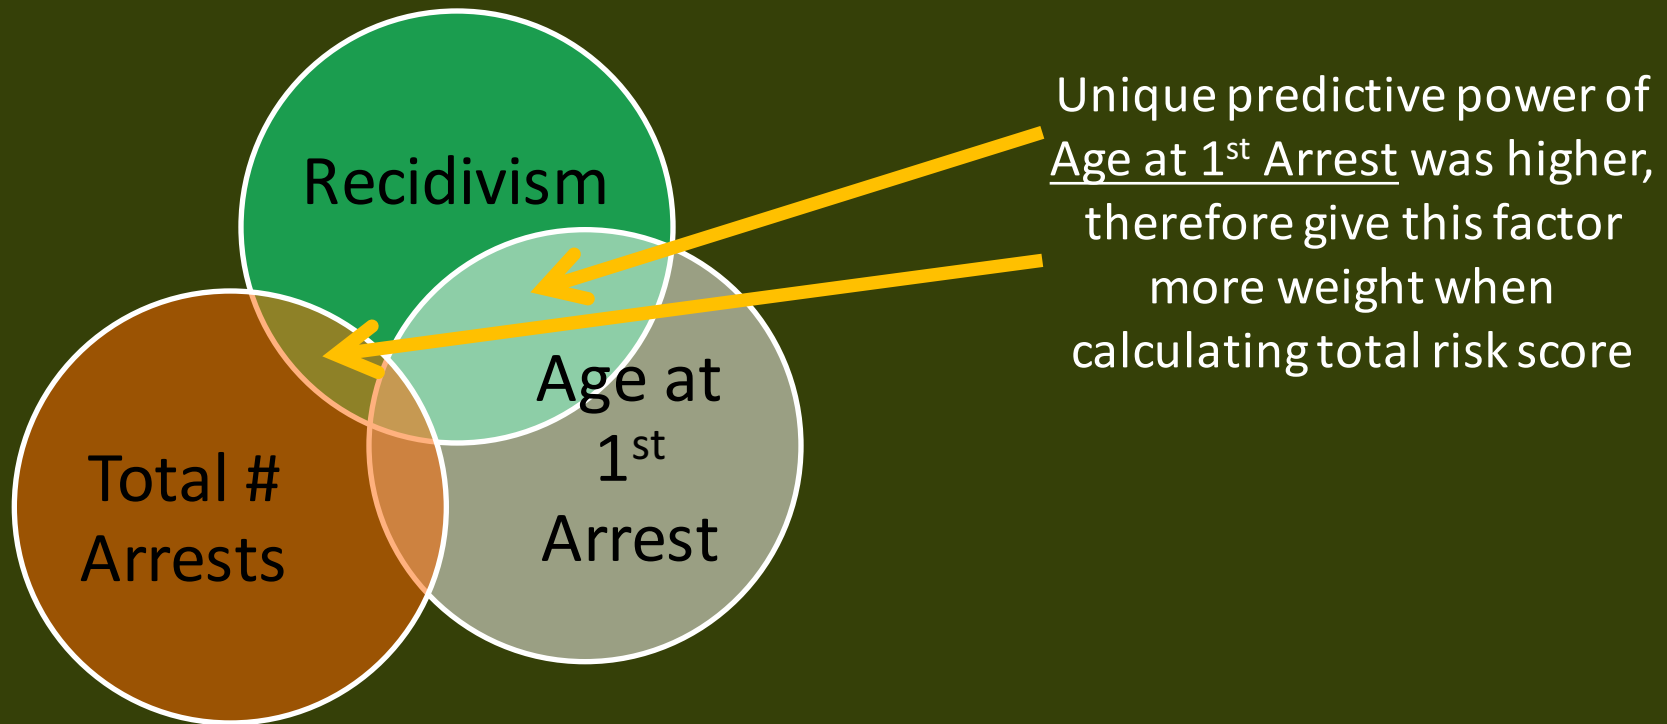 Recidivism
Age at
1st
Arrest
Total #
Arrests
Unique predictive power of
Age at 1st Arrest was higher,
therefore give this factor
more weight when
calculating total risk score